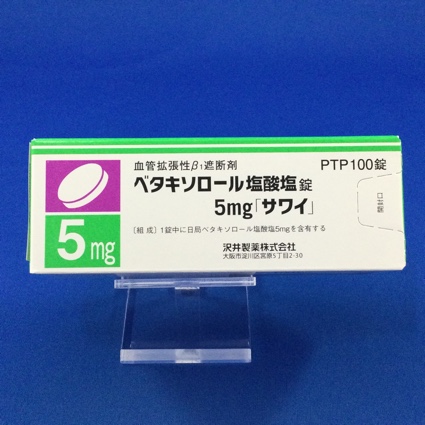 血管拡張性β1遮断剤
PTP100錠
ベタキソロール塩酸塩錠
5mg「サワイ」
〔組成〕1錠中に日局ベタキソロール塩酸塩5mgを含有する
沢井製薬株式会社
大阪市淀川区宮原5丁目2-30
5mg
開封口